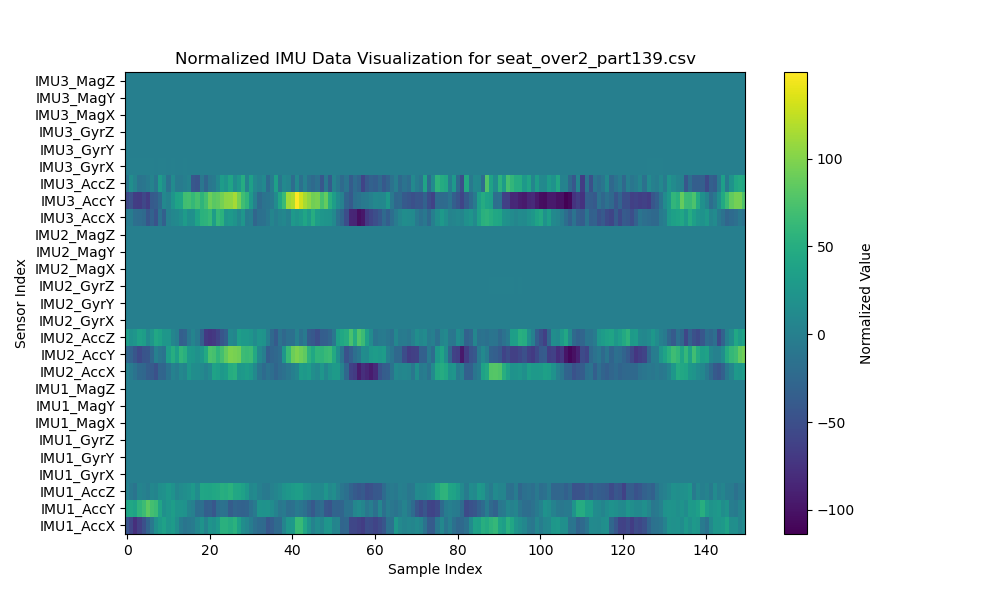 Normalized IMU Data Visualization for seat_over2_part139.csv
IMU3_MagZ
IMU3_MagY
IMU3_MagX
IMU3_GyrZ
IMU3_GyrY
IMU3_GyrX
IMU3_AccZ
IMU3_AccY
IMU3_AccX
IMU2_MagZ
IMU2_MagY
IMU2_MagX
IMU2_GyrZ
IMU2_GyrY
IMU2_GyrX
IMU2_AccZ
IMU2_AccY
IMU2_AccX
IMU1_MagZ
IMU1_MagY
IMU1_MagX
IMU1_GyrZ
IMU1_GyrY
IMU1_GyrX
IMU1_AccZ
IMU1_AccY
IMU1_AccX
Sensor Index
0 20 40 60 80 100 120 140
Sample Index
100
50
0
−50
−100
Normalized Value